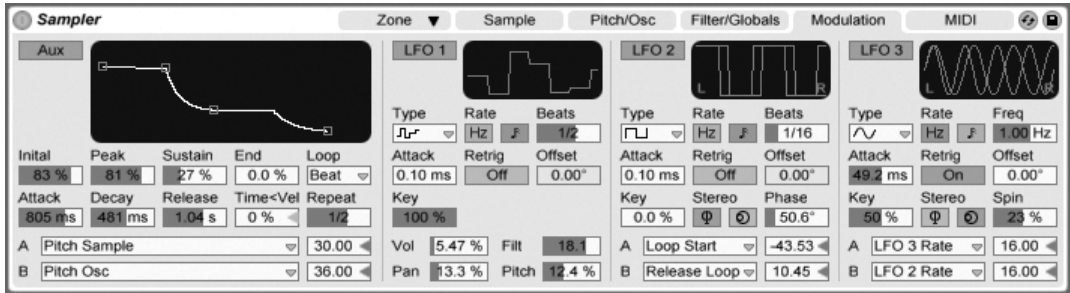 Sampler Zone ▼ Sample Pitch/Osc Filter/Globals Modulation MIDI
Aux
Inital Peak Sustain End Loop
83 % 81 % 27 % 0.0 % Beat
Attack Decay Release Time<Vel Repeat
805 ms 481 ms 1.04 s 0 % 1/2
A Pitch Sample 30.00
B Pitch Osc 36.00
LFO 1
Type Rate Beats
Hz 1/2
Attack Retrig Offset
0.10 ms Off 0.00°
Key
100 %
Vol 5.47 % Filt 18.1
Pan 13.3 % Pitch 12.4 %
LFO 2
L R
Type Rate Beats
Hz 1/16
Attack Retrig Offset
0.10 ms Off 0.00°
Key Stereo Phase
0.0 % 50.6°
A Loop Start -43.53
B Release Loop 10.45
LFO 3
L R
Type Rate Freq
Hz 1.00 Hz
Attack Retrig Offset
49.2 ms On 0.00°
Key Stereo Spin
50 % 23 %
A LFO 3 Rate 16.00
B LFO 2 Rate 16.00